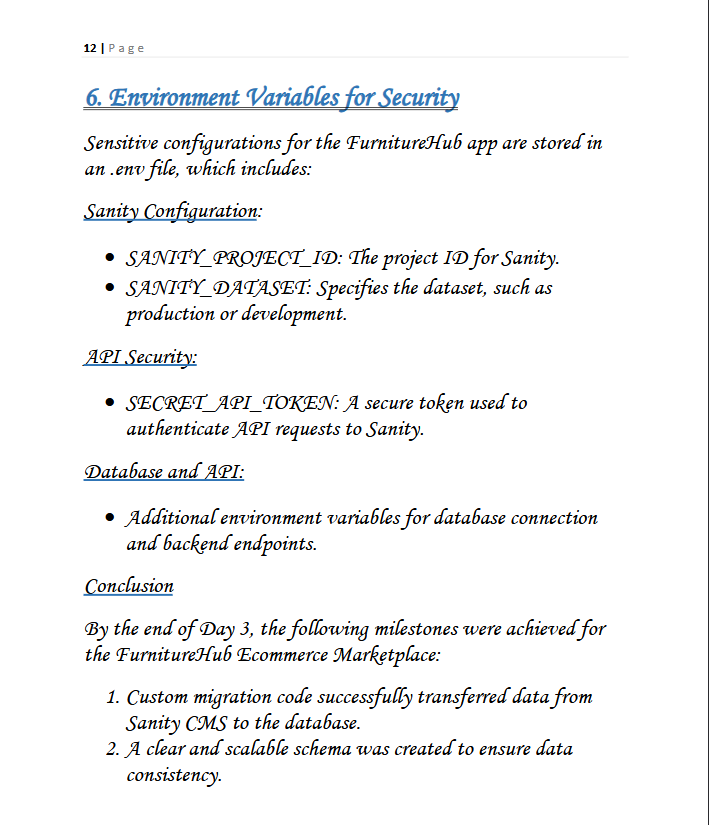 12 | Page
6. Environment Variables for Security
Sensitive configurations for the FurnitureHub app are stored in
an .env file, which includes:
Sanity Configuration:
• SANITY_PROJECT_ID: The project ID for Sanity.
• SANITY_DATASET: Specifies the dataset, such as
production or development.
API Security:
• SECRET_API_TOKEN: A secure token used to
authenticate API requests to Sanity.
Database and API:
• Additional environment variables for database connection
and backend endpoints.
Conclusion
By the end of Day 3, the following milestones were achieved for
the FurnitureHub Ecommerce Marketplace:
1. Custom migration code successfully transferred data from
Sanity CMS to the database.
2. A clear and scalable schema was created to ensure data
consistency.